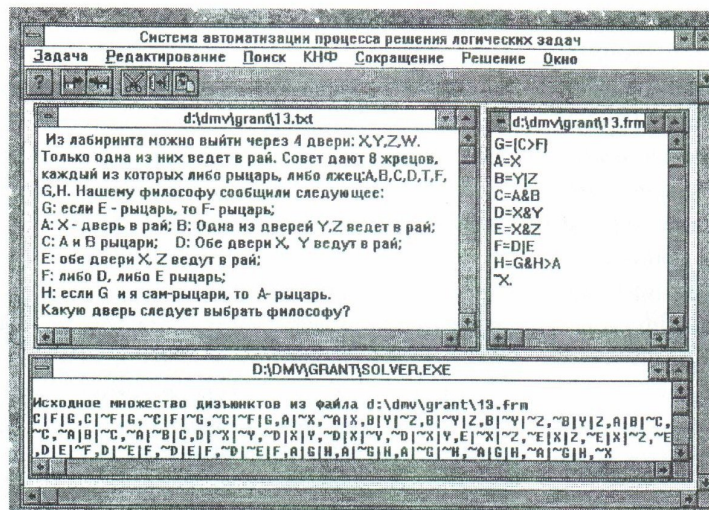 Система автоматизации процесса решения логических задач
Задача Редактирование Поиск КНФ Сокращение Решение Окно
?
d:\dmv\grant\13.txt
Из лабиринта можно выйти через 4 двери: X,Y,Z,W.
Только одна из них ведет в рай. Совет дают 8 жрецов,
каждый из которых либо рыцарь, либо лжец:A,B,C,D,T,F,
G,H. Нашему философу сообщили следующее:
G: если E - рыцарь, то F- рыцарь;
A: X - дверь в рай; B: Одна из дверей Y,Z ведет в рай;
C: A и B рыцари; D: Обе двери X, Y ведут в рай;
E: обе двери X, Z ведут в рай;
F: либо D, либо E рыцарь;
H: если G и я сам-рыцари, то A- рыцарь.
Какую дверь следует выбрать философу?
d:\dmv\grant\13.frm
G=(C>F)
A=X
B=Y|Z
C=A&B
D=X&Y
E=X&Z
F=D|E
H=G&H>A
~X.
D:\DMV\GRANT\SOLVER.EXE
Исходное множество дизъюнктов из файла d:\dmv\grant\13.frm
C|F|G,C|~F|G,~C|F|~G,~C|~F|G,A|~X,~A|X,B|Y|~Z,B|~Y|Z,B|~Y|~Z,~B|Y|Z,A|B|~C,
~C,~A|B|~C,~A|~B|C,D|~X|~Y,~D|X|Y,~D|X|~Y,~D|~X|Y,E|~X|~Z,~E|X|Z,~E|X|~Z,~E
,D|E|~F,D|~E|F,~D|E|F,~D|~E|F,A|G|H,A|~G|H,A|~G|~H,~A|G|H,~A|~G|H,~X